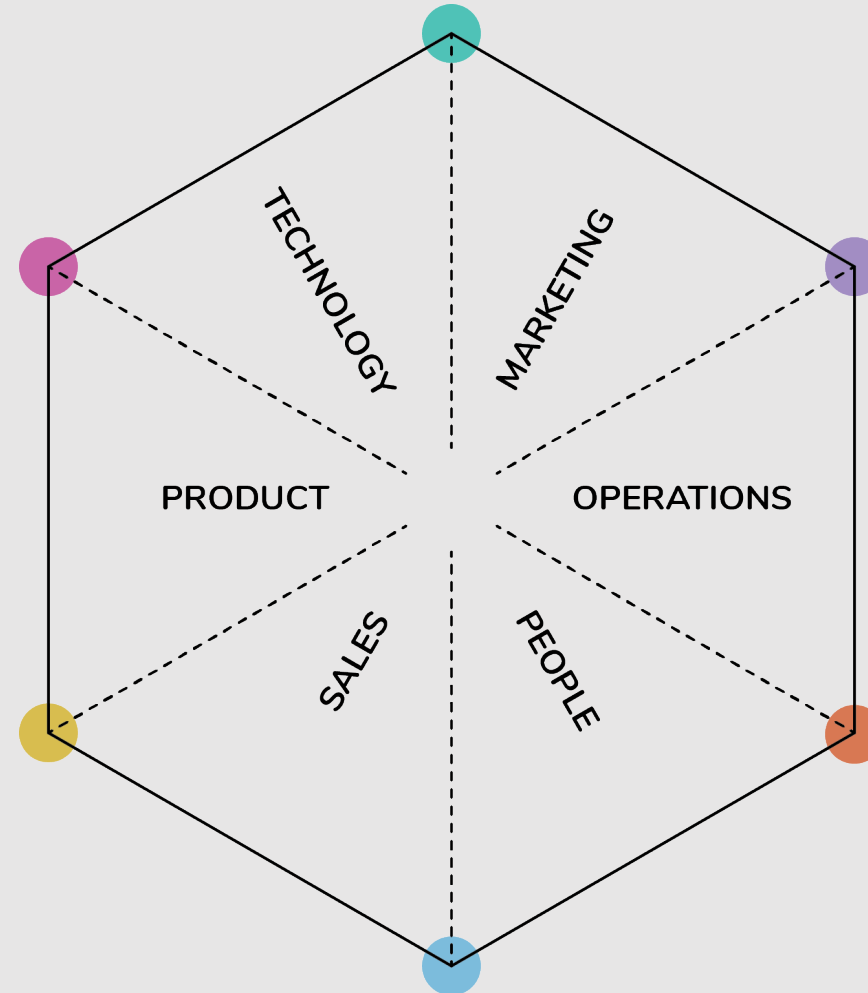 TECHNOLOGY
MARKETING
PRODUCT
OPERATIONS
SALES
PEOPLE